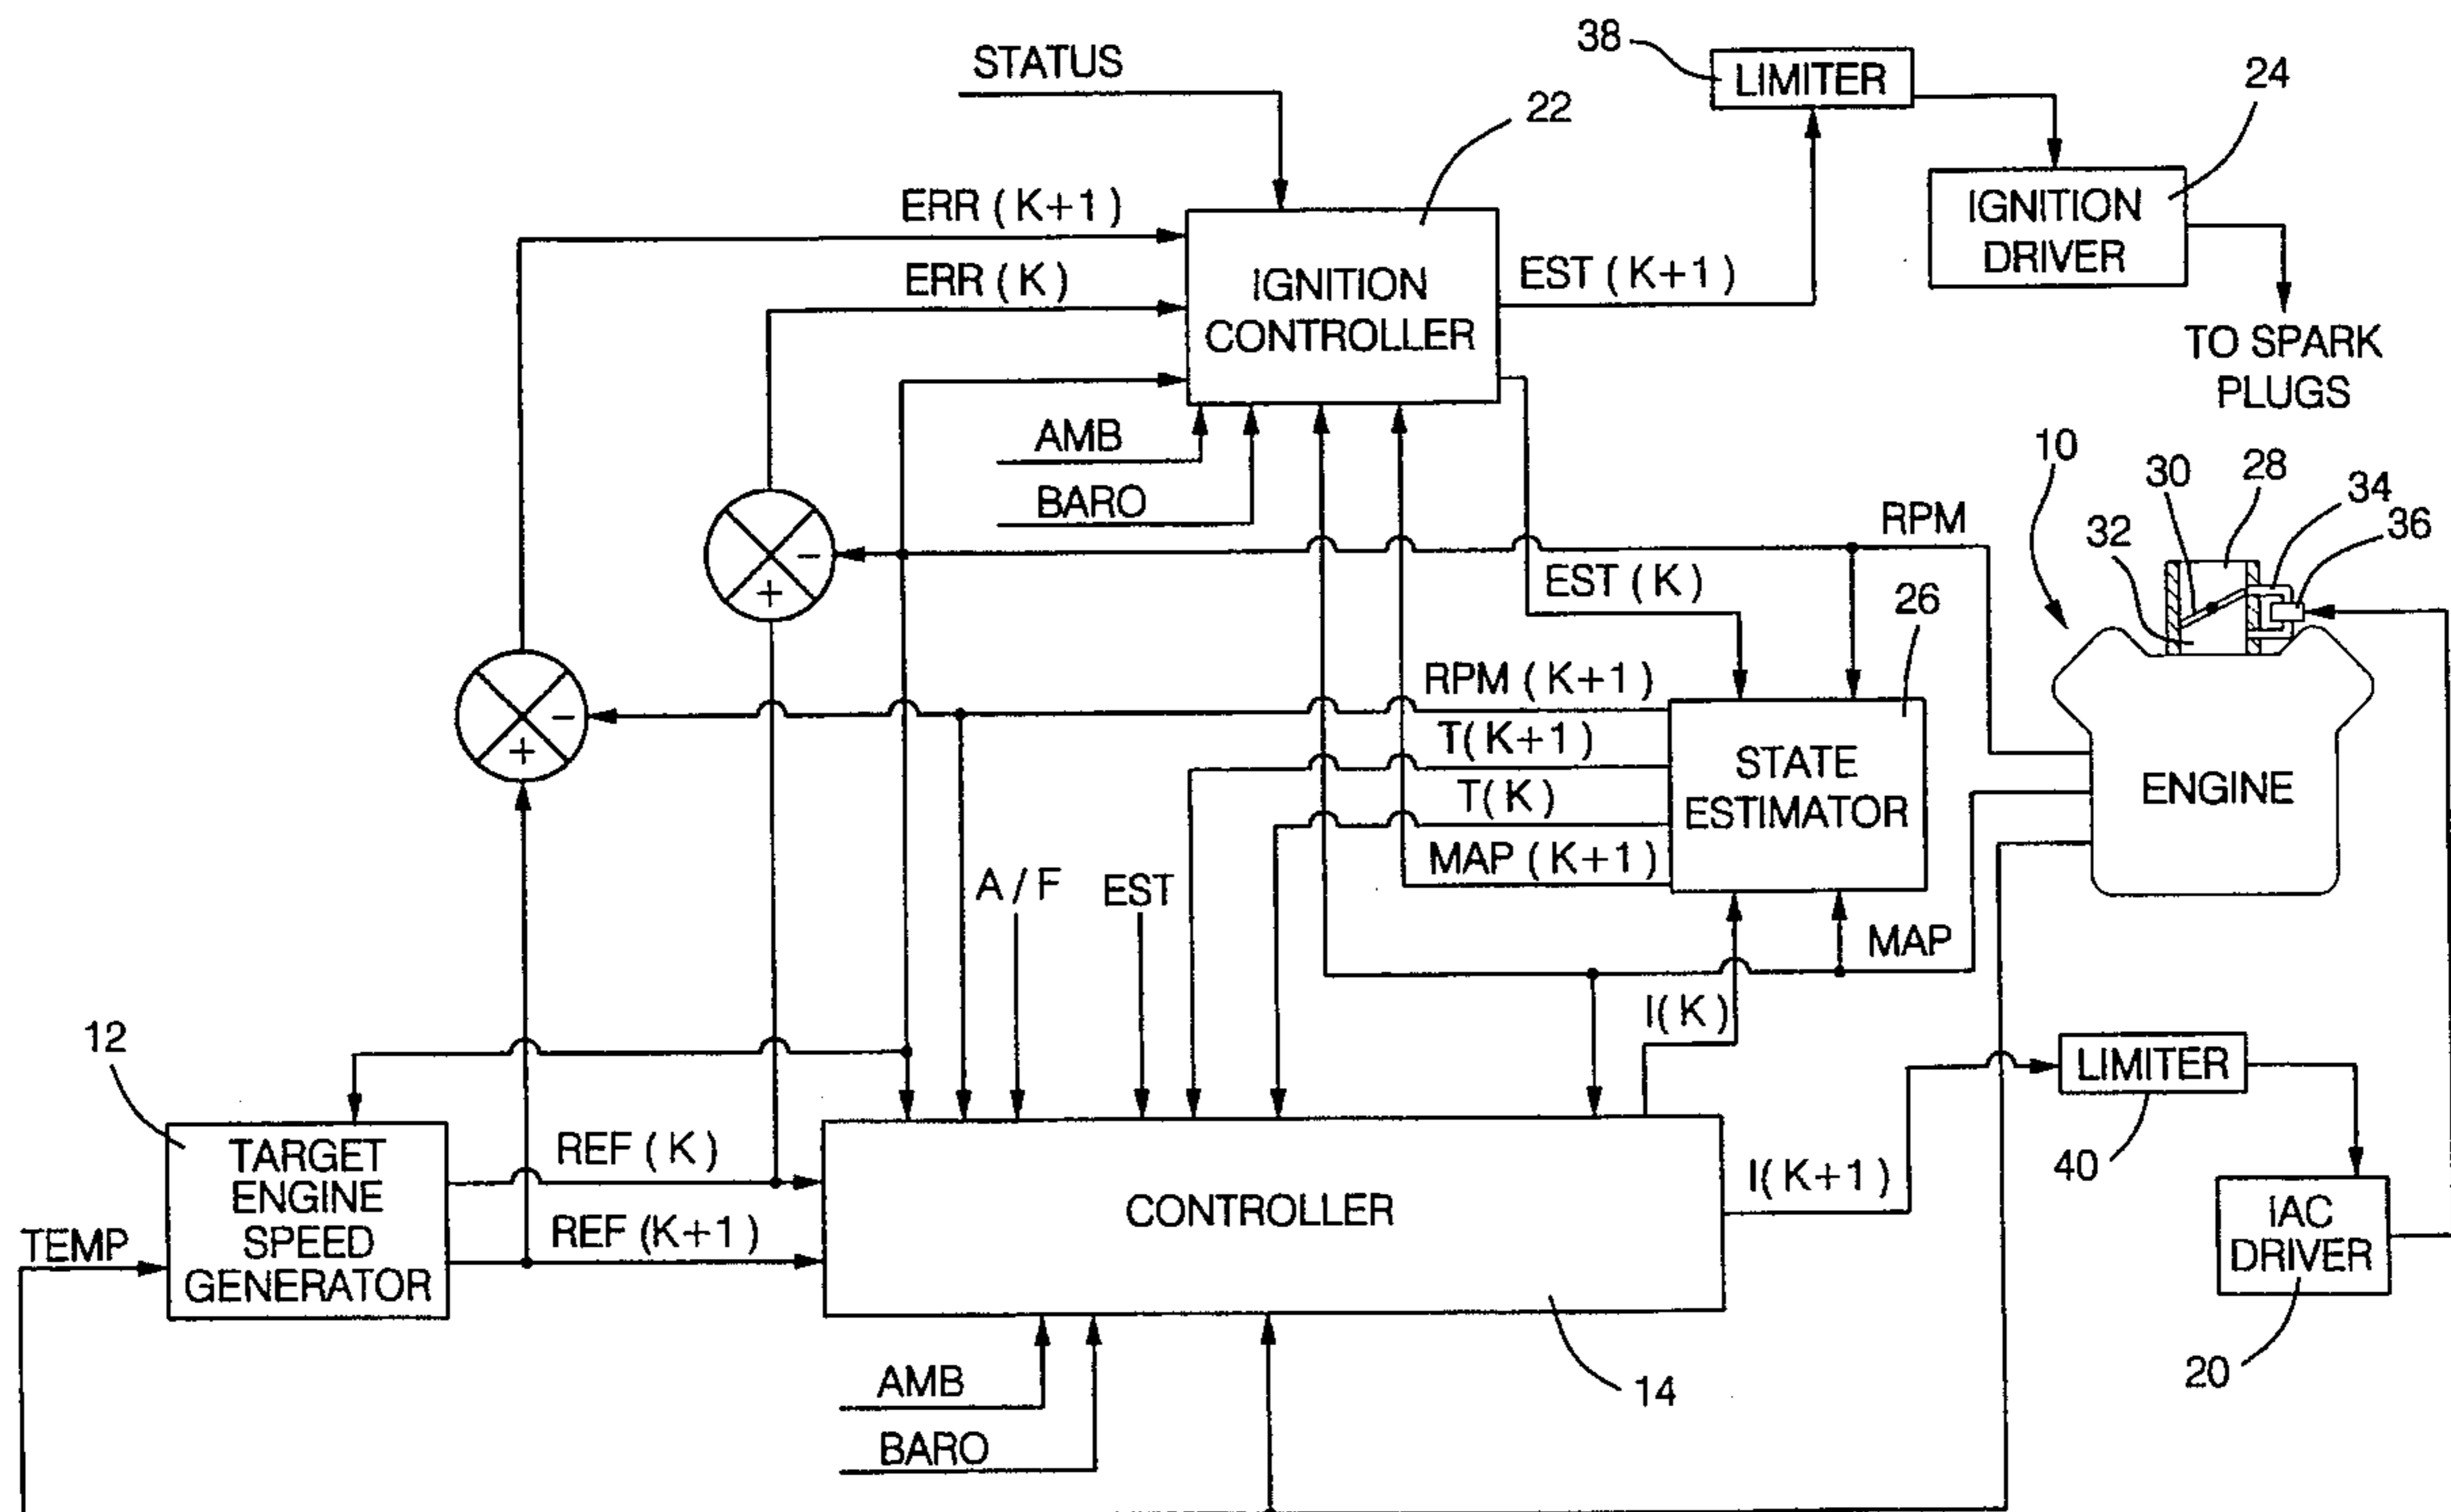 STATUS
38
LIMITER
24
22
IGNITION
DRIVER
ERR ( K+1 )
ERR ( K )
IGNITION
CONTROLLER
EST ( K+1 )
TO SPARK
PLUGS
AMB
BARO
10
28
30
34
32
36
RPM
-
+
EST ( K )
26
RPM ( K+1 )
-
+
T( K+1 )
T( K )
MAP ( K+1 )
STATE
ESTIMATOR
ENGINE
A / F
EST
MAP
I( K )
12
LIMITER
40
TARGET
ENGINE
SPEED
GENERATOR
REF ( K )
REF ( K+1 )
TEMP
CONTROLLER
I( K+1 )
IAC
DRIVER
20
14
AMB
BARO